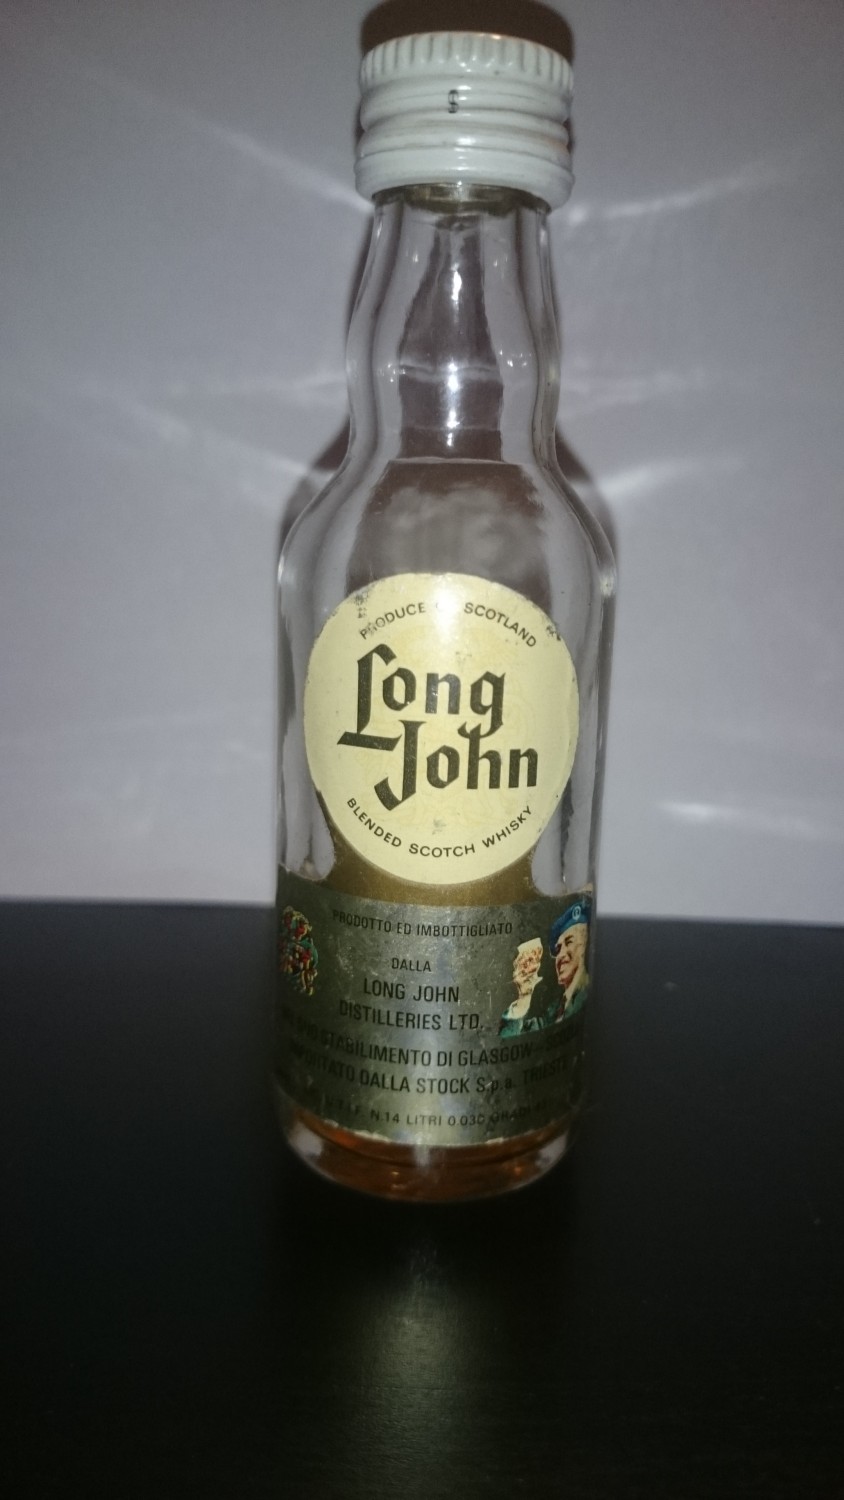 PRODUCE SCOTLAND
Long
John
BLENDED SCOTCH WHISKY
PRODOTTO ED IMBOTTIGLIATO
DALLA
LONG JOHN
DISTILLERIES LTD.
STABILIMENTO DI GLASGOW
DALLA STOCK S.p.a. TRIESTE
N.14 LITRI 0.030 GRADI